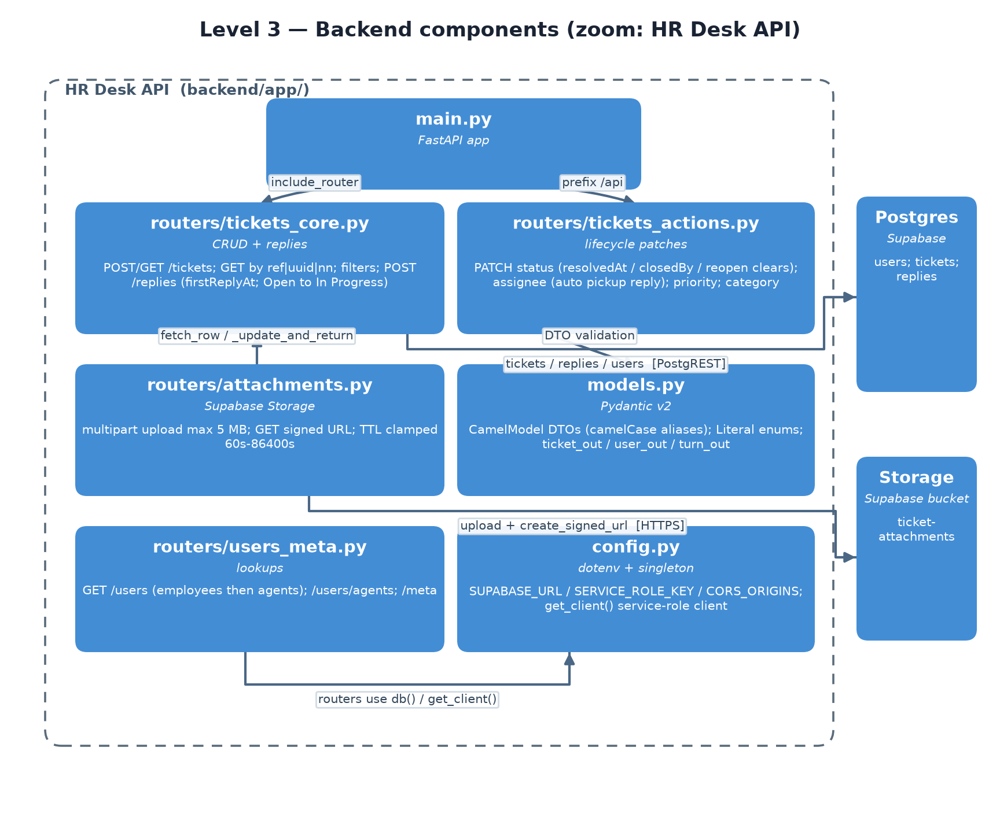 Level 3 — Backend components (zoom: HR Desk API)
HR Desk API  (backend/app/)
main.py
FastAPI app
include_router
prefix /api
routers/tickets_core.py
CRUD + replies
POST/GET /tickets; GET by ref|uuid|nn; filters; POST
/replies (firstReplyAt; Open to In Progress)
routers/tickets_actions.py
lifecycle patches
PATCH status (resolvedAt / closedBy / reopen clears);
assignee (auto pickup reply); priority; category
Postgres
Supabase
users; tickets;
replies
fetch_row / _update_and_return
DTO validation
tickets / replies / users  [PostgREST]
routers/attachments.py
Supabase Storage
multipart upload max 5 MB; GET signed URL; TTL clamped
60s-86400s
models.py
Pydantic v2
CamelModel DTOs (camelCase aliases); Literal enums;
ticket_out / user_out / turn_out
Storage
Supabase bucket
ticket-
attachments
upload + create_signed_url  [HTTPS]
routers/users_meta.py
lookups
GET /users (employees then agents); /users/agents; /meta
config.py
dotenv + singleton
SUPABASE_URL / SERVICE_ROLE_KEY / CORS_ORIGINS;
get_client() service-role client
routers use db() / get_client()